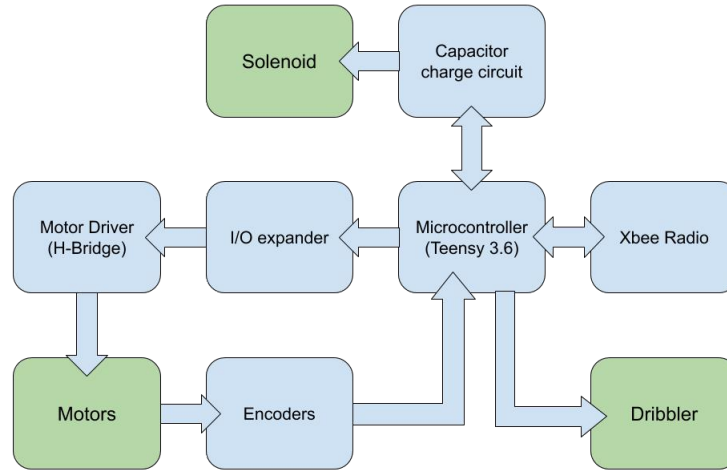 Solenoid
Capacitor
charge circuit
Motor Driver
(H-Bridge)
I/O expander
Microcontroller
(Teensy 3.6)
Xbee Radio
Motors
Encoders
Dribbler